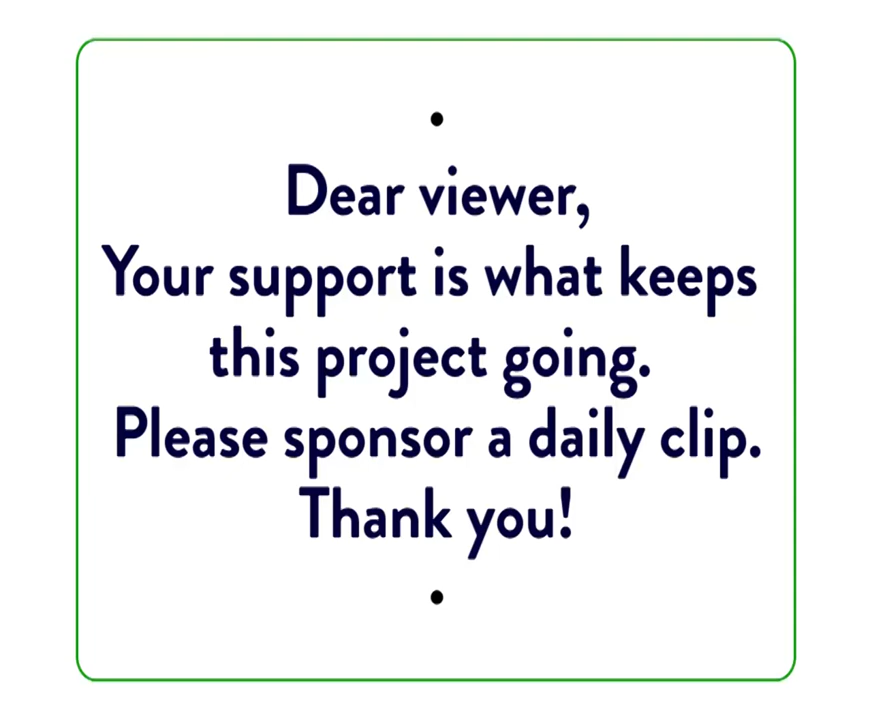 Dear viewer,
Your support is what keeps
this project going.
Please sponsor a daily clip.
Thank you!